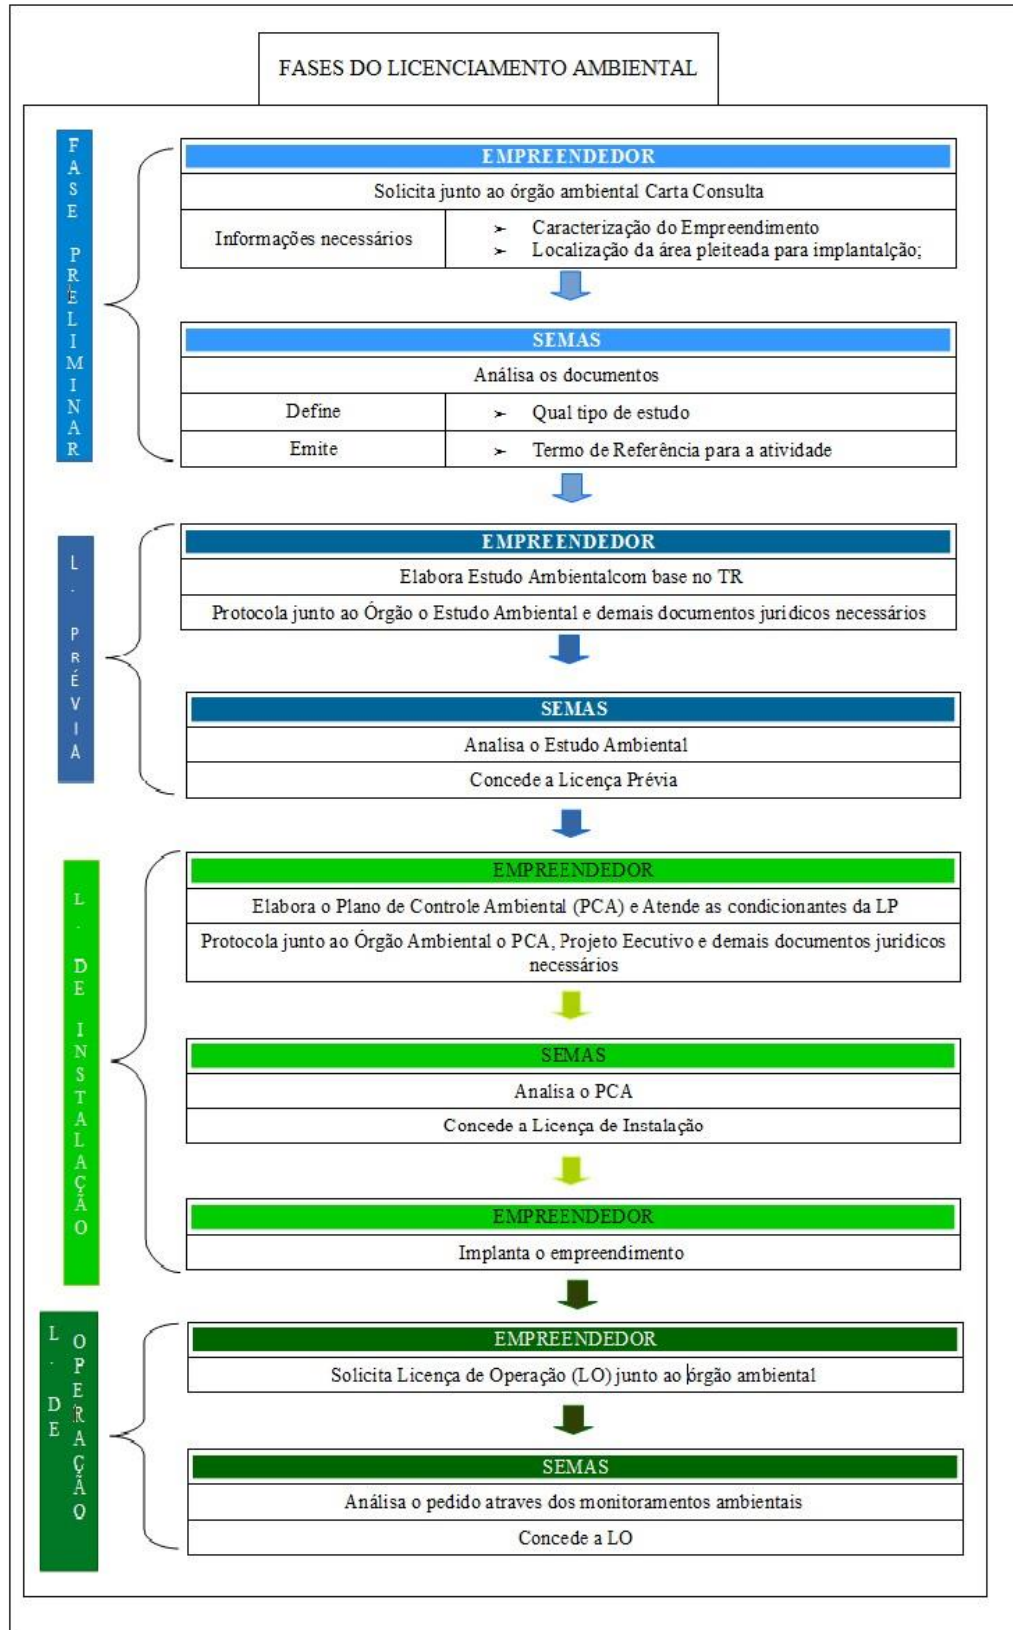 FASES DO LICENCIAMENTO AMBIENTAL
FASE PRELIMINAR
EMPREENDEDOR
Solicita junto ao órgão ambiental Carta Consulta
Informações necessários
➤ Caracterização do Empreendimento
➤ Localização da área pleiteada para implantalção;
SEMAS
Análisa os documentos
Define
➤ Qual tipo de estudo
Emite
➤ Termo de Referência para a atividade
L. PRÉVIA
EMPREENDEDOR
Elabora Estudo Ambientalcom base no TR
Protocola junto ao Órgão o Estudo Ambiental e demais documentos jurídicos necessários
SEMAS
Analisa o Estudo Ambiental
Concede a Licença Prévia
L. DE INSTALAÇÃO
EMPREENDEDOR
Elabora o Plano de Controle Ambiental (PCA) e Atende as condicionantes da LP
Protocola junto ao Órgão Ambiental o PCA, Projeto Eecutivo e demais documentos jurídicos
necessários
SEMAS
Analisa o PCA
Concede a Licença de Instalação
EMPREENDEDOR
Implanta o empreendimento
L. DE
OPERAÇÃO
EMPREENDEDOR
Solicita Licença de Operação (LO) junto ao órgão ambiental
SEMAS
Análisa o pedido atraves dos monitoramentos ambientais
Concede a LO